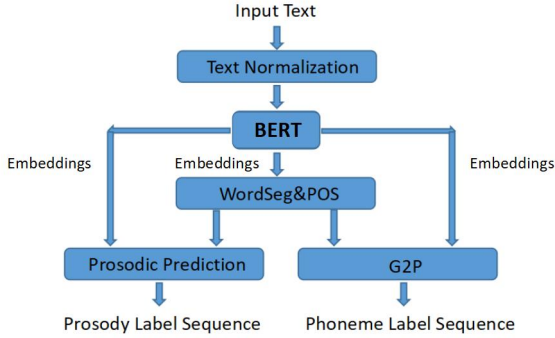 Input Text
Text Normalization
BERT
Embeddings
Embeddings
Embeddings
WordSeg&POS
Prosodic Prediction
G2P
Prosody Label Sequence
Phoneme Label Sequence